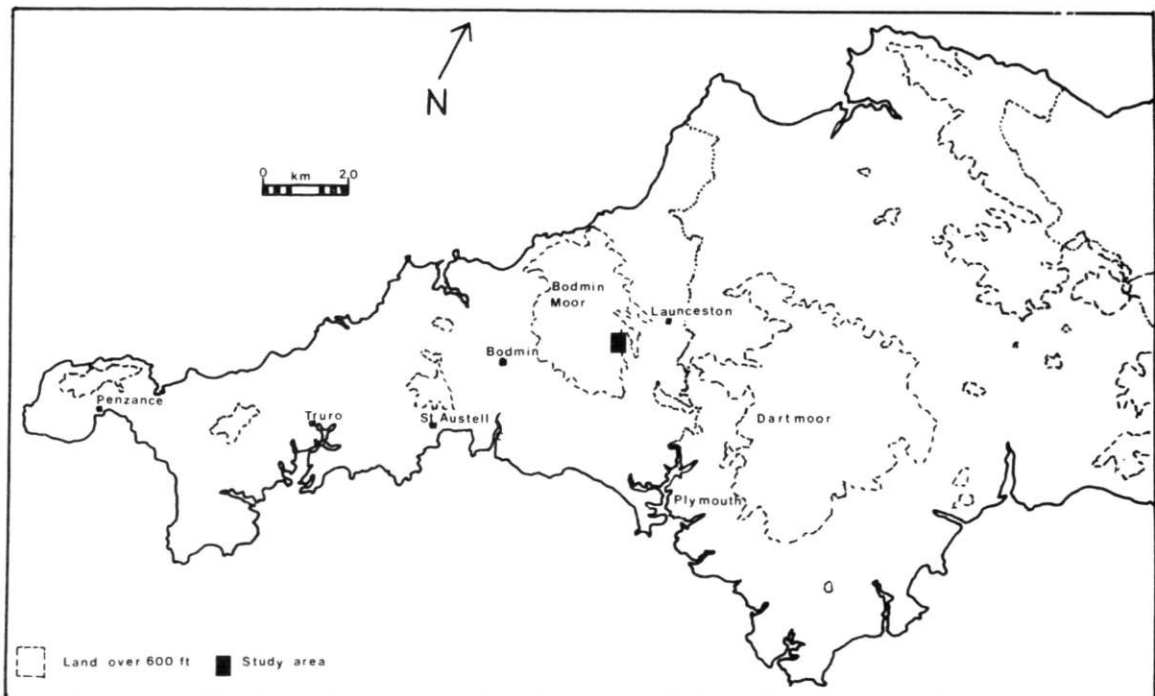 N
0 km 20
Bodmin
Moor
Launceston
Bodmin
Penzance
Truro
St Austell
Dartmoor
Plymouth
Land over 600 ft
Study area